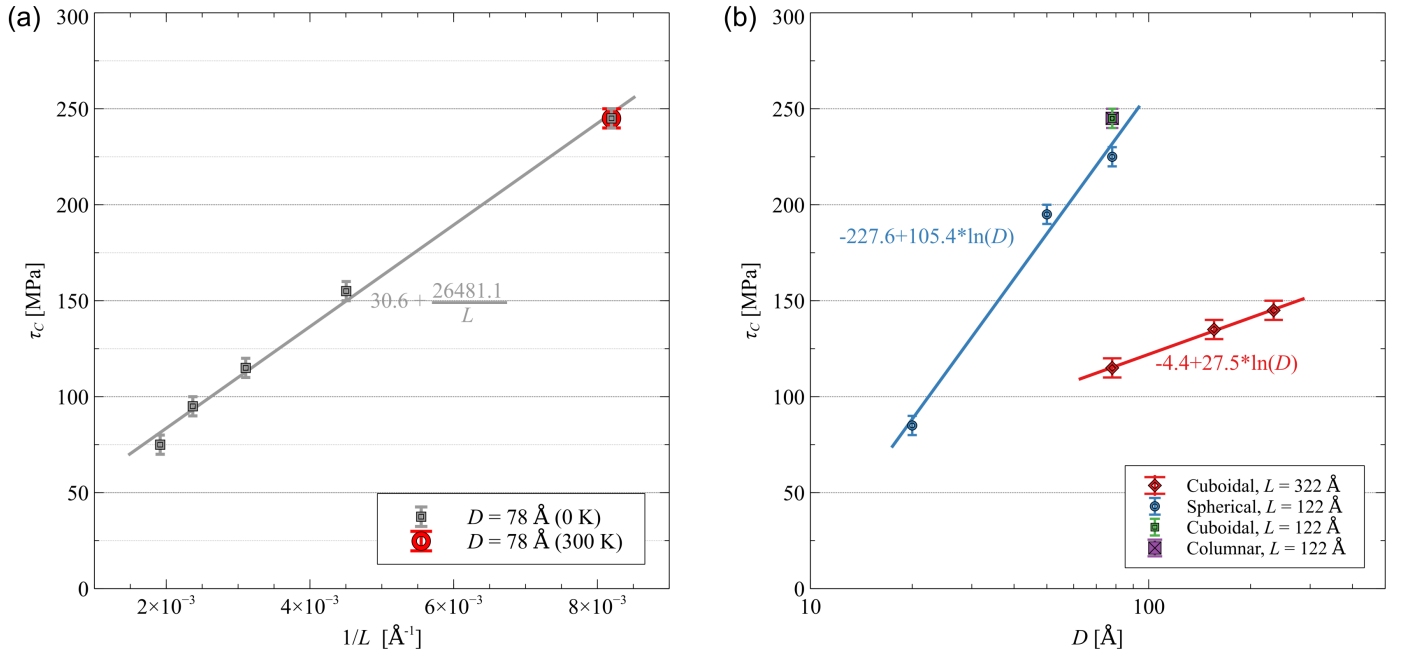 (a)
300
250
200
150
100
50
0
τC [MPa]
30.6 + 26481.1
L
D = 78 Å (0 K)
D = 78 Å (300 K)
2×10⁻³
4×10⁻³
6×10⁻³
8×10⁻³
1/L [Å⁻¹]
(b)
300
250
200
150
100
50
0
τC [MPa]
-227.6+105.4*ln(D)
-4.4+27.5*ln(D)
Cuboidal, L = 322 Å
Spherical, L = 122 Å
Cuboidal, L = 122 Å
Columnar, L = 122 Å
10
100
D [Å]